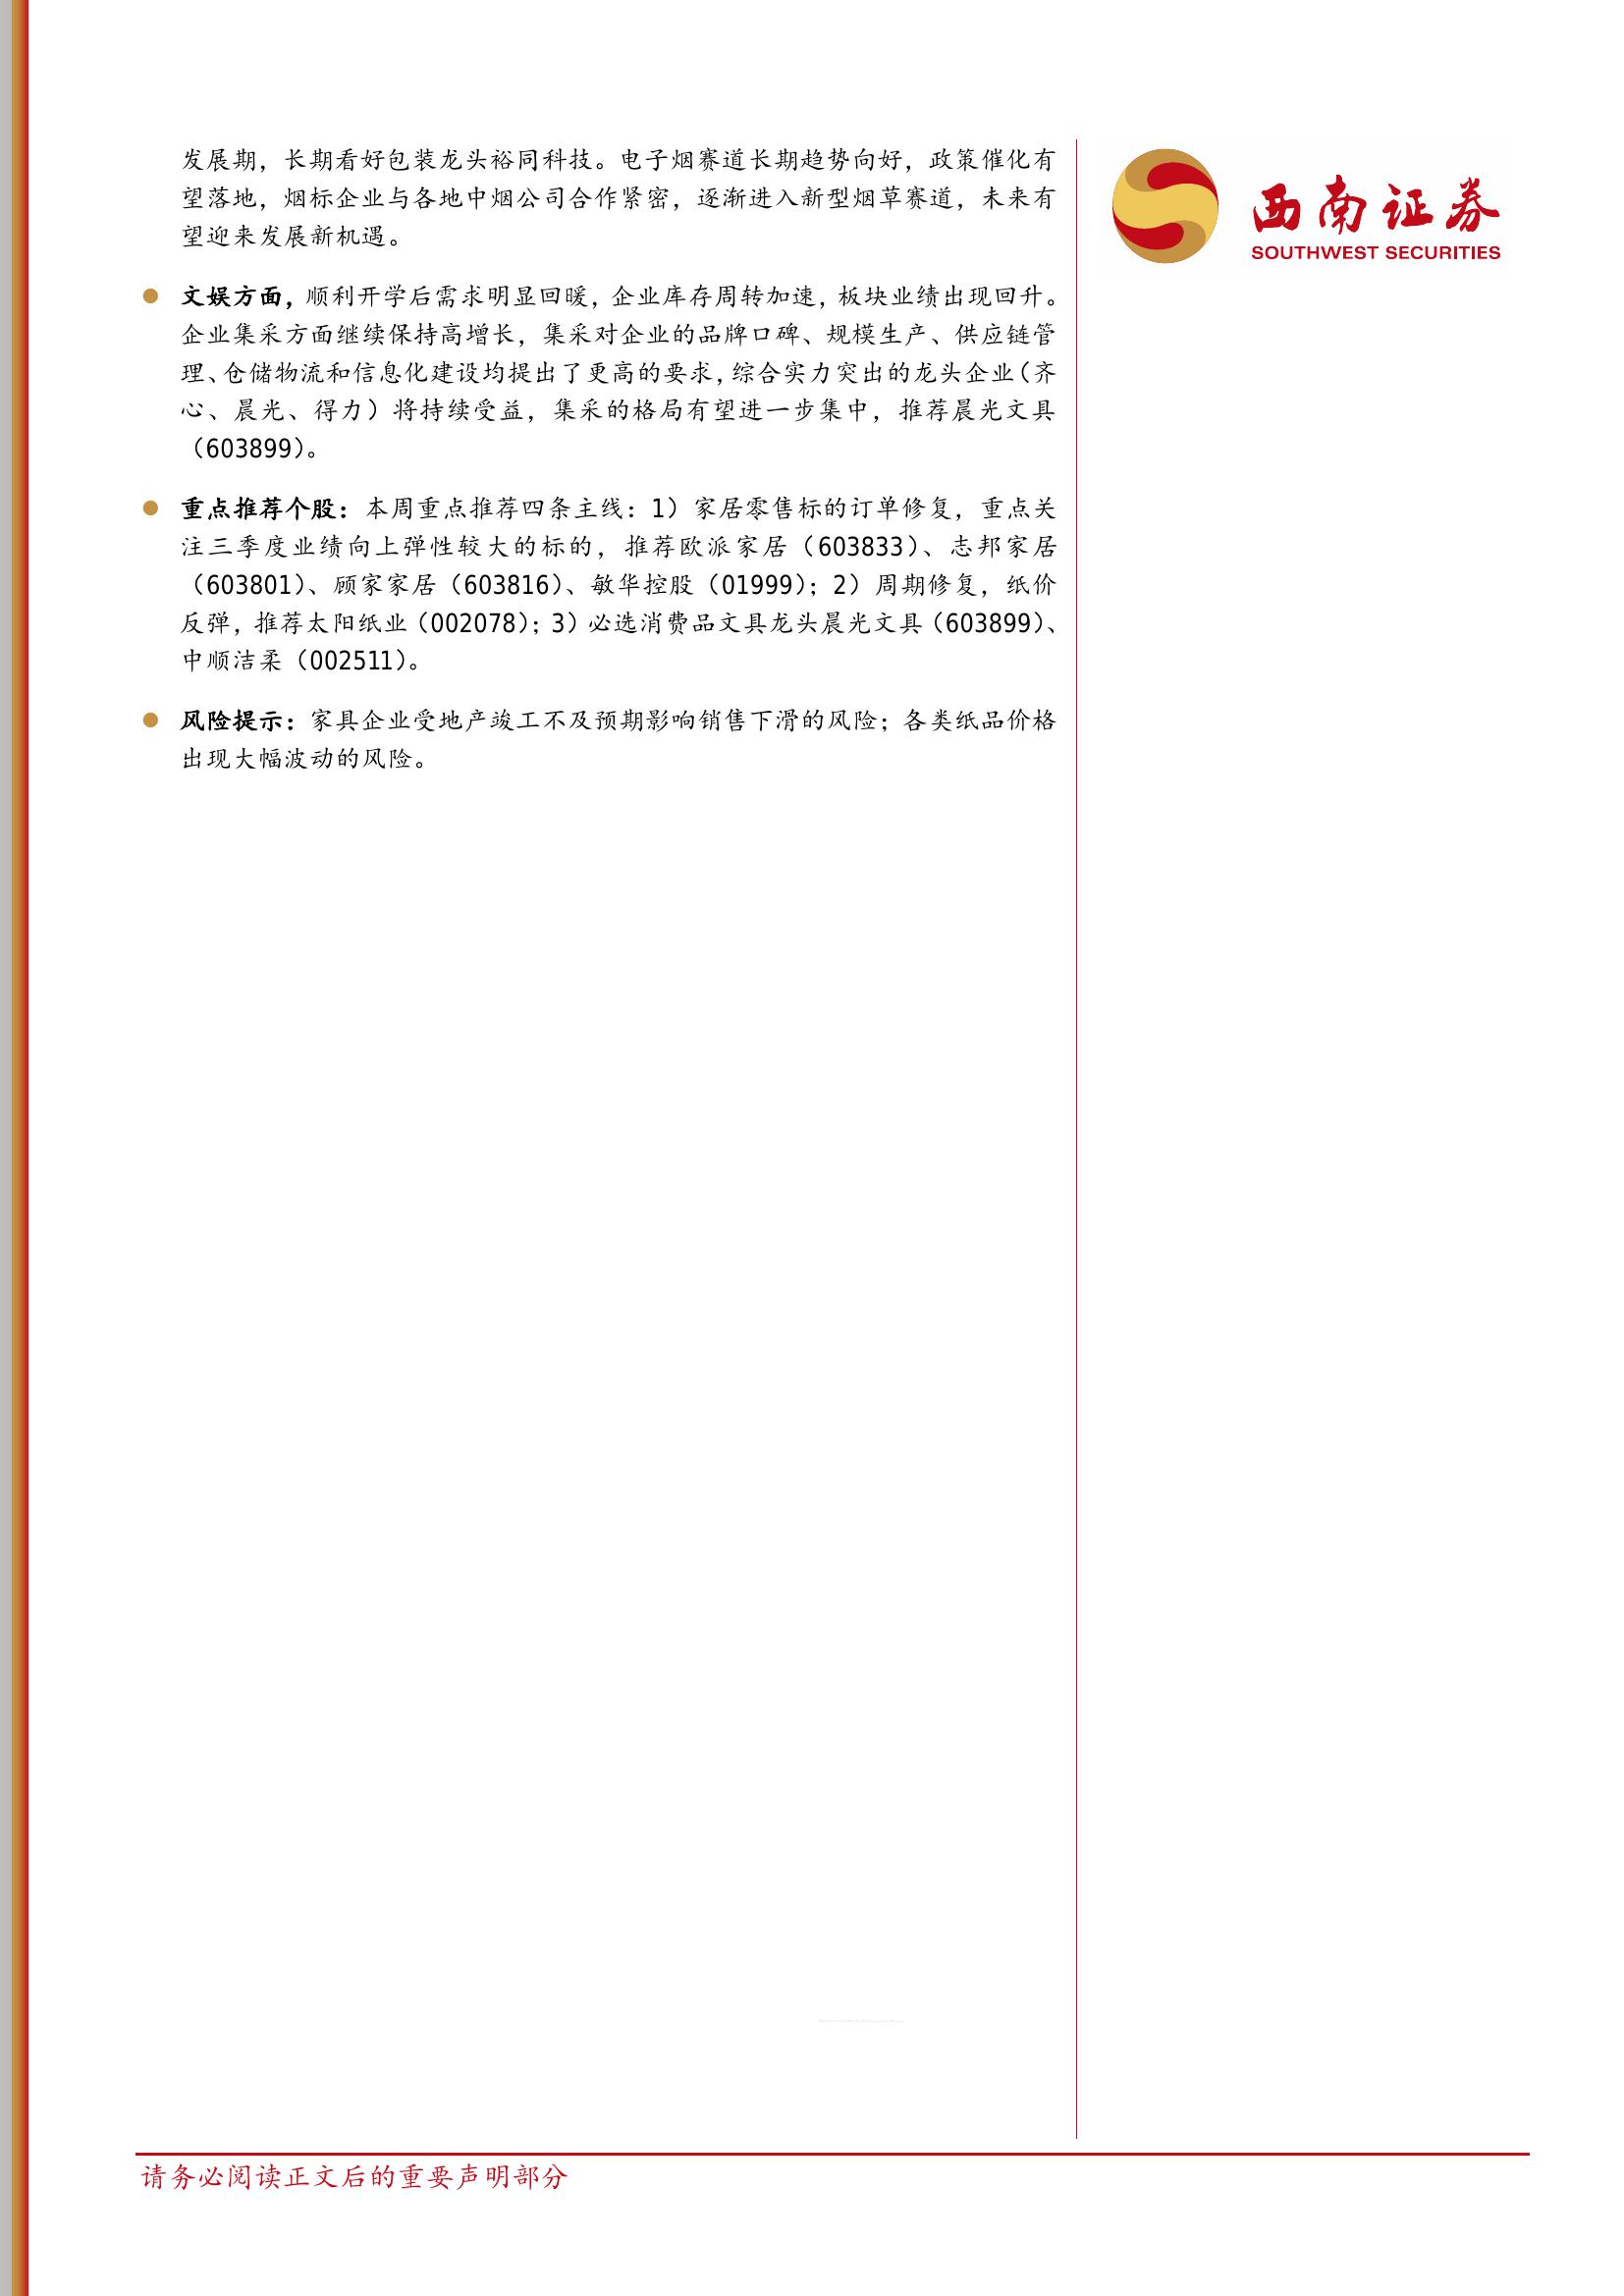 发展期，长期看好包装龙头裕同科技。电子烟赛道长期趋势向好，政策催化有
望落地，烟标企业与各地中烟公司合作紧密，逐渐进入新型烟草赛道，未来有
望迎来发展新机遇。
文娱方面，顺利开学后需求明显回暖，企业库存周转加速，板块业绩出现回升。
企业集采方面继续保持高增长，集采对企业的品牌口碑、规模生产、供应链管
理、仓储物流和信息化建设均提出了更高的要求，综合实力突出的龙头企业（齐
心、晨光、得力）将持续受益，集采的格局有望进一步集中，推荐晨光文具
（603899）。
重点推荐个股：本周重点推荐四条主线：1）家居零售标的订单修复，重点关
注三季度业绩向上弹性较大的标的，推荐欧派家居（603833）、志邦家居
（603801）、顾家家居（603816）、敏华控股（01999）；2）周期修复，纸价
反弹，推荐太阳纸业（002078）；3）必选消费品文具龙头晨光文具（603899）、
中顺洁柔（002511）。
风险提示：家具企业受地产竣工不及预期影响销售下滑的风险；各类纸品价格
出现大幅波动的风险。
西南证券
SOUTHWEST SECURITIES
请务必阅读正文后的重要声明部分